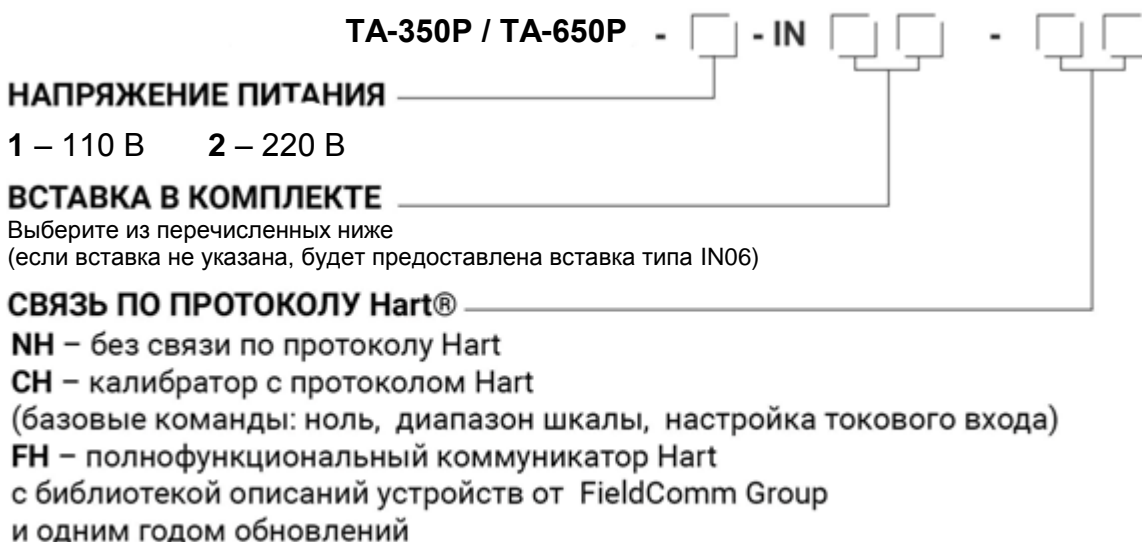 TA-350P / TA-650P - □ - IN □ □ - □ □
НАПРЯЖЕНИЕ ПИТАНИЯ
1 – 110 В 2 – 220 В
ВСТАВКА В КОМПЛЕКТЕ
Выберите из перечисленных ниже
(если вставка не указана, будет предоставлена вставка типа IN06)
СВЯЗЬ ПО ПРОТОКОЛУ Hart®
NH – без связи по протоколу Hart
CH – калибратор с протоколом Hart
(базовые команды: ноль, диапазон шкалы, настройка токового входа)
FH – полнофункциональный коммуникатор Hart
с библиотекой описаний устройств от FieldComm Group
и одним годом обновлений